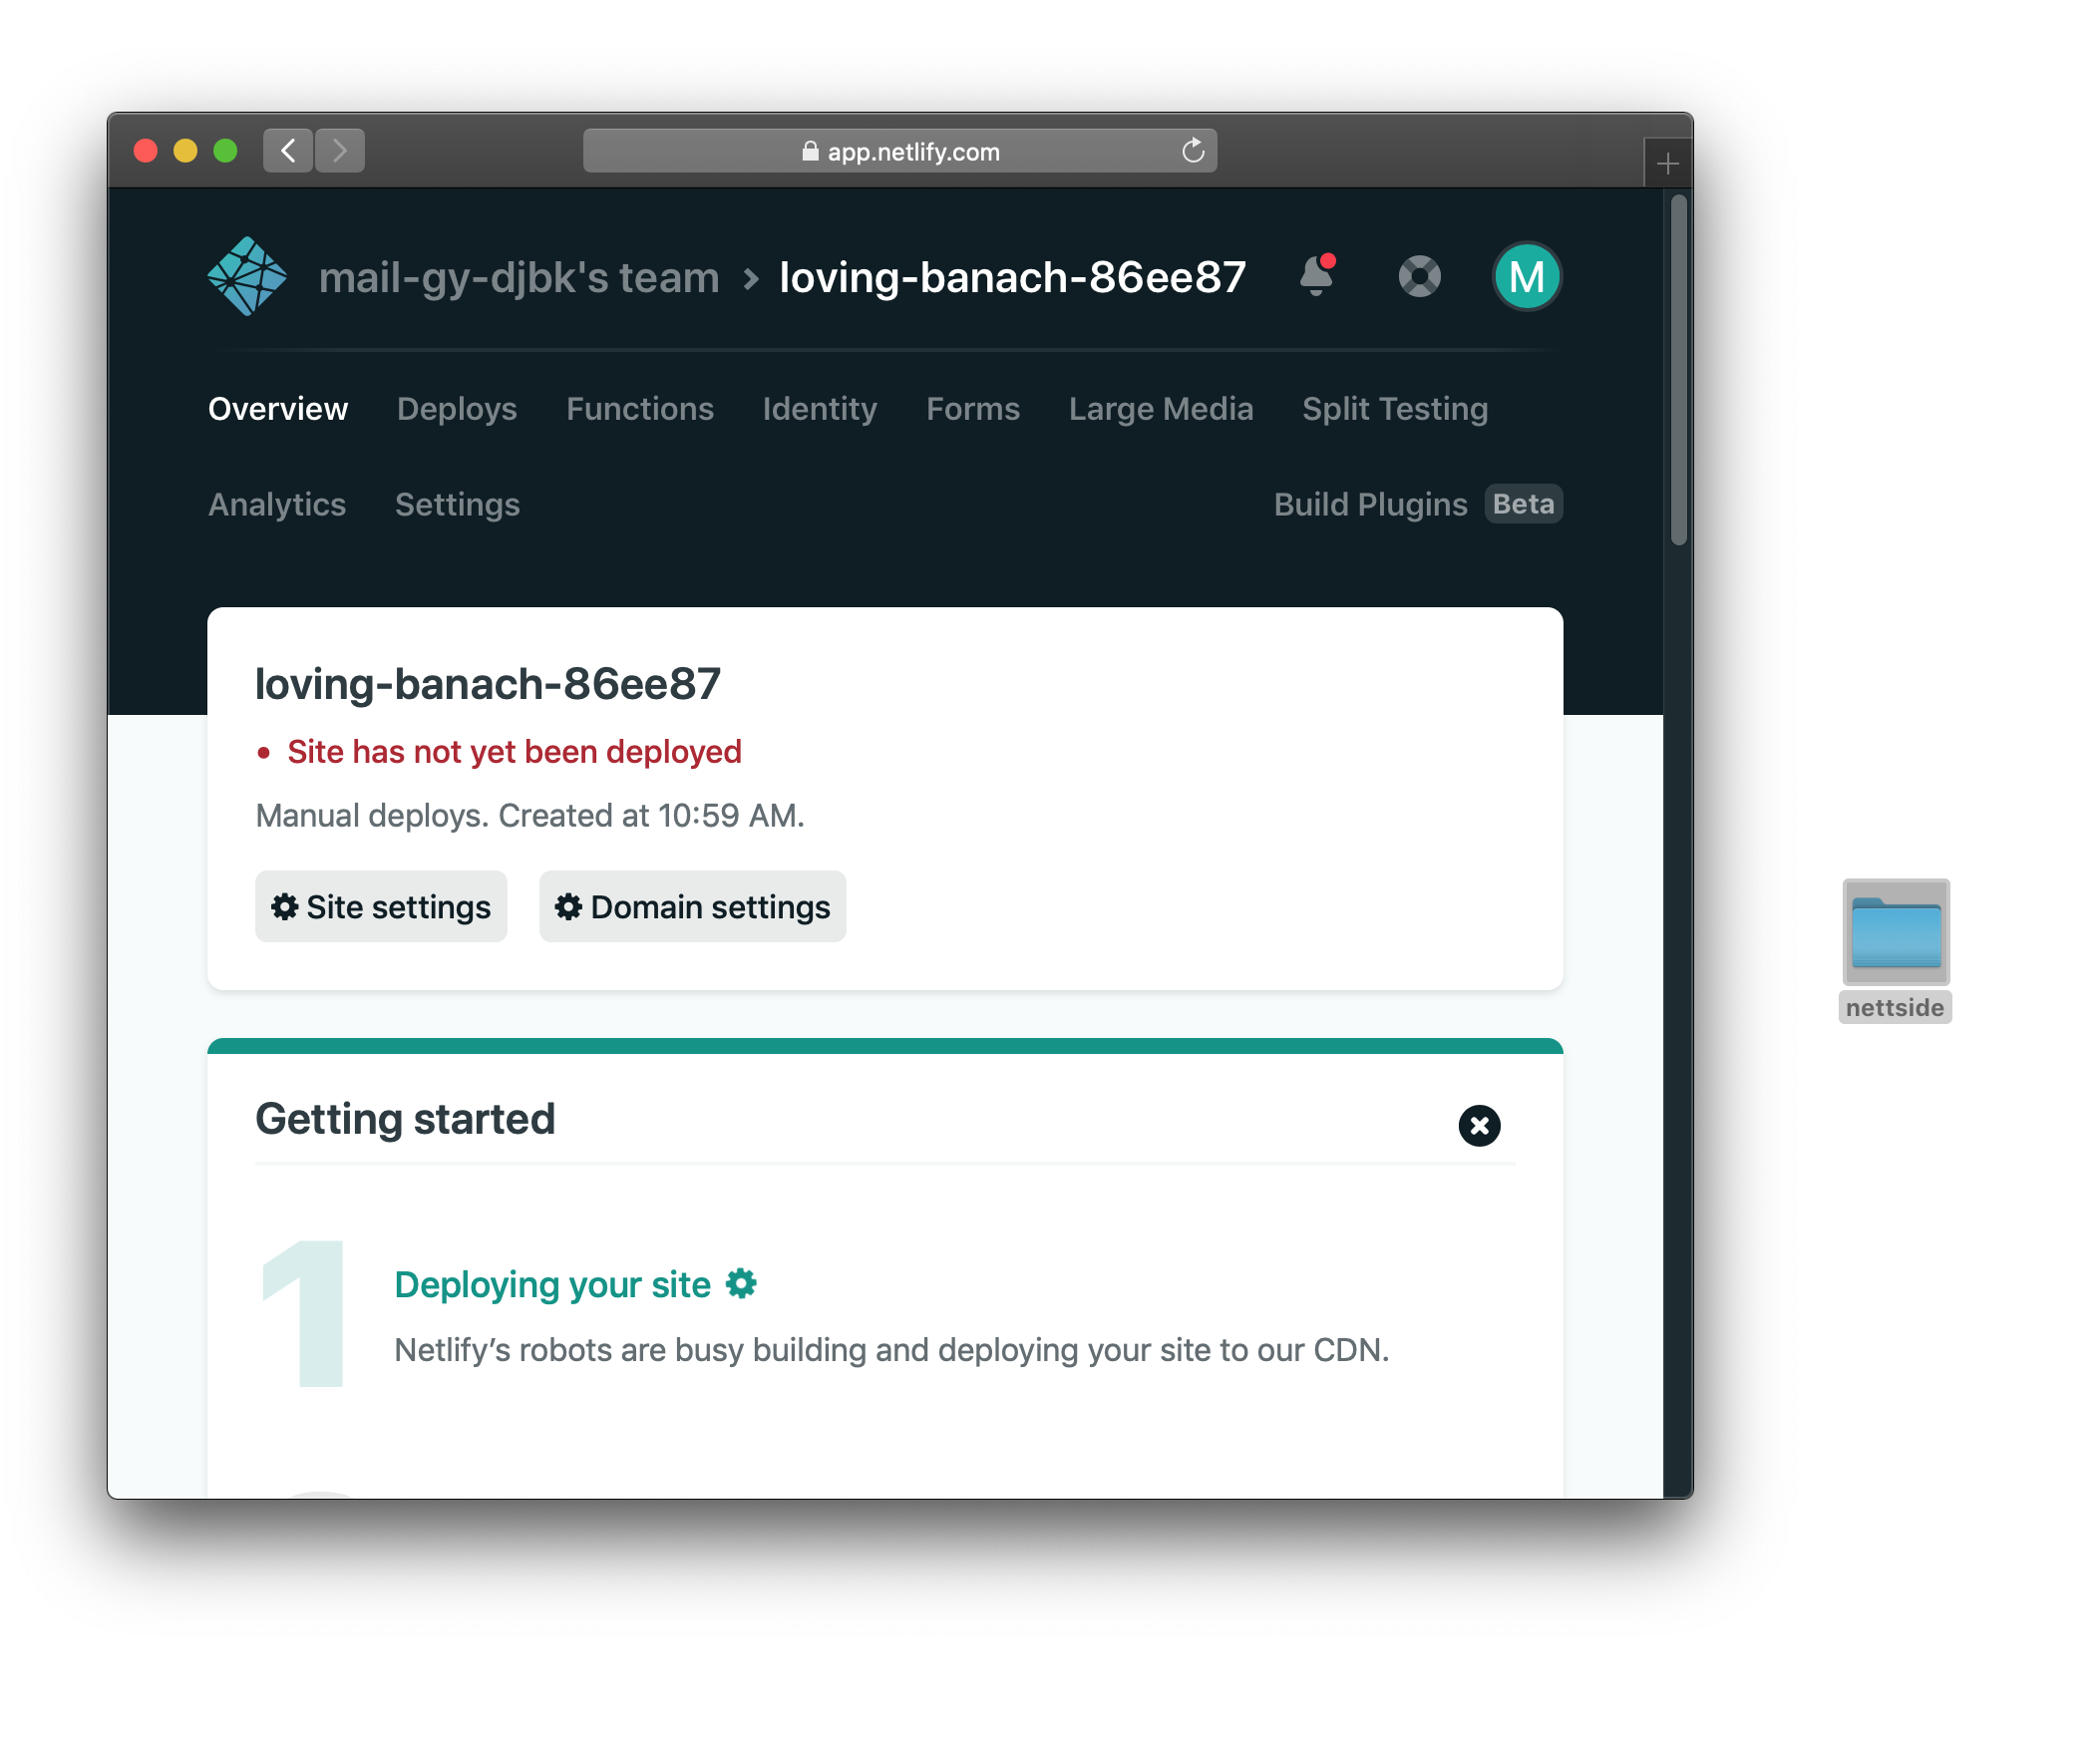 app.netlify.com
mail-gy-djbk's team > loving-banach-86ee87
M
Overview Deploys Functions Identity Forms Large Media Split Testing
Analytics Settings Build Plugins Beta
loving-banach-86ee87
• Site has not yet been deployed
Manual deploys. Created at 10:59 AM.
Site settings Domain settings
nettside
Getting started
1
Deploying your site
Netlify’s robots are busy building and deploying your site to our CDN.